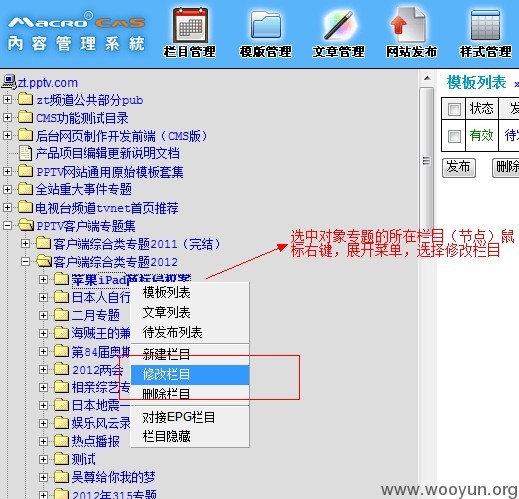 MACRO CMS
內容管理系統
栏目管理
模版管理
文章管理
网站发布
样式管理
zt.pptv.com
zt频道公共部分pub
CMS功能测试目录
后台网页制作开发前端（CMS版）
产品项目编辑更新说明文档
PPTV网站通用原始模板套集
全站重大事件专题
电视台频道tvnet首页推荐
PPTV客户端专题集
客户端综合类专题2011（完结）
客户端综合类专题2012
苹果iPad商标侵权案
日本人自行
二月专题
海贼王的兼
第84届奥斯
2012两会
相亲综艺专
日本地震一
娱乐风云录
热点播报
测试
吴尊给你我的梦
2012年315专题
模板列表
文章列表
待发布列表
新建栏目
修改栏目
删除栏目
对接EPG栏目
栏目隐藏
选中对象专题的所在栏目（节点）鼠
标右键，展开菜单，选择修改栏目
模板列表 »
状态
有效
发布
删除
www.wooyun.org